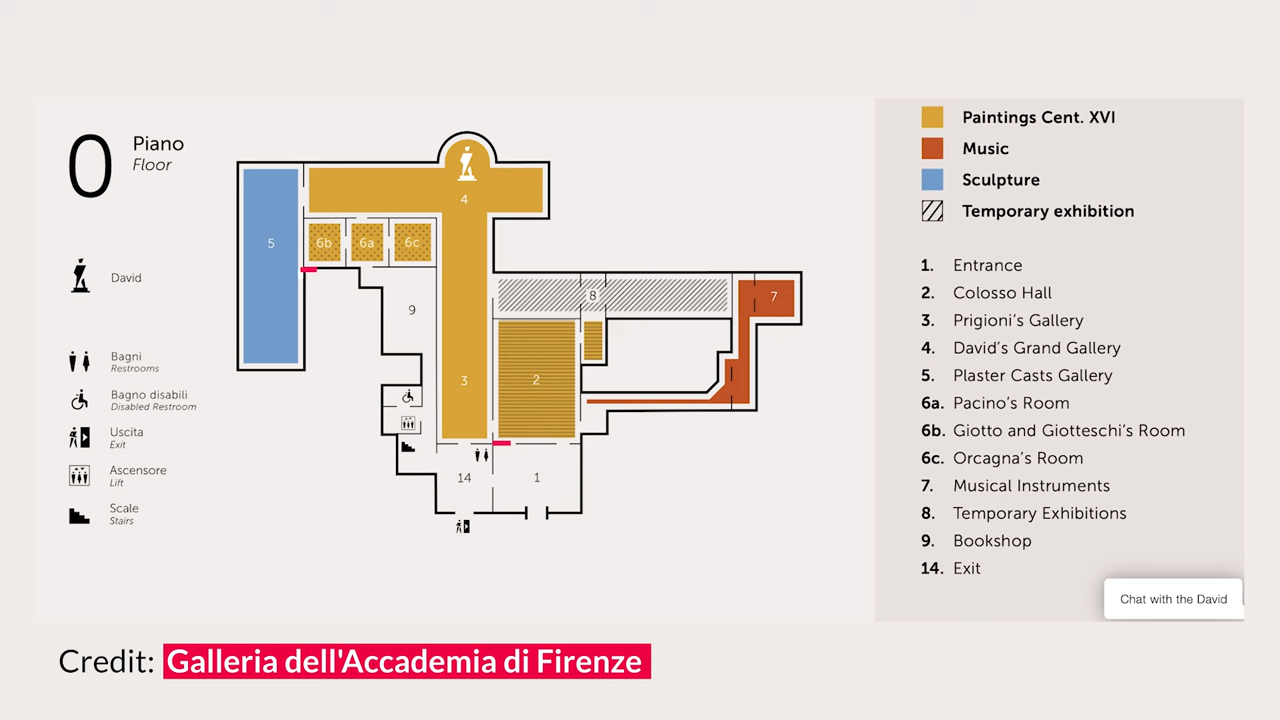 0
Piano
Floor
David
Bagni
Restrooms
Bagno disabili
Disabled Restroom
Uscita
Exit
Ascensore
Lift
Scale
Stairs
4
5
6b
6a
6c
8
7
9
3
2
14
1
Paintings Cent. XVI
Music
Sculpture
Temporary exhibition
1. Entrance
2. Colosso Hall
3. Prigioni's Gallery
4. David's Grand Gallery
5. Plaster Casts Gallery
6a. Pacino's Room
6b. Giotto and Giotteschi's Room
6c. Orcagna's Room
7. Musical Instruments
8. Temporary Exhibitions
9. Bookshop
14. Exit
Chat with the David
Credit: Galleria dell'Accademia di Firenze